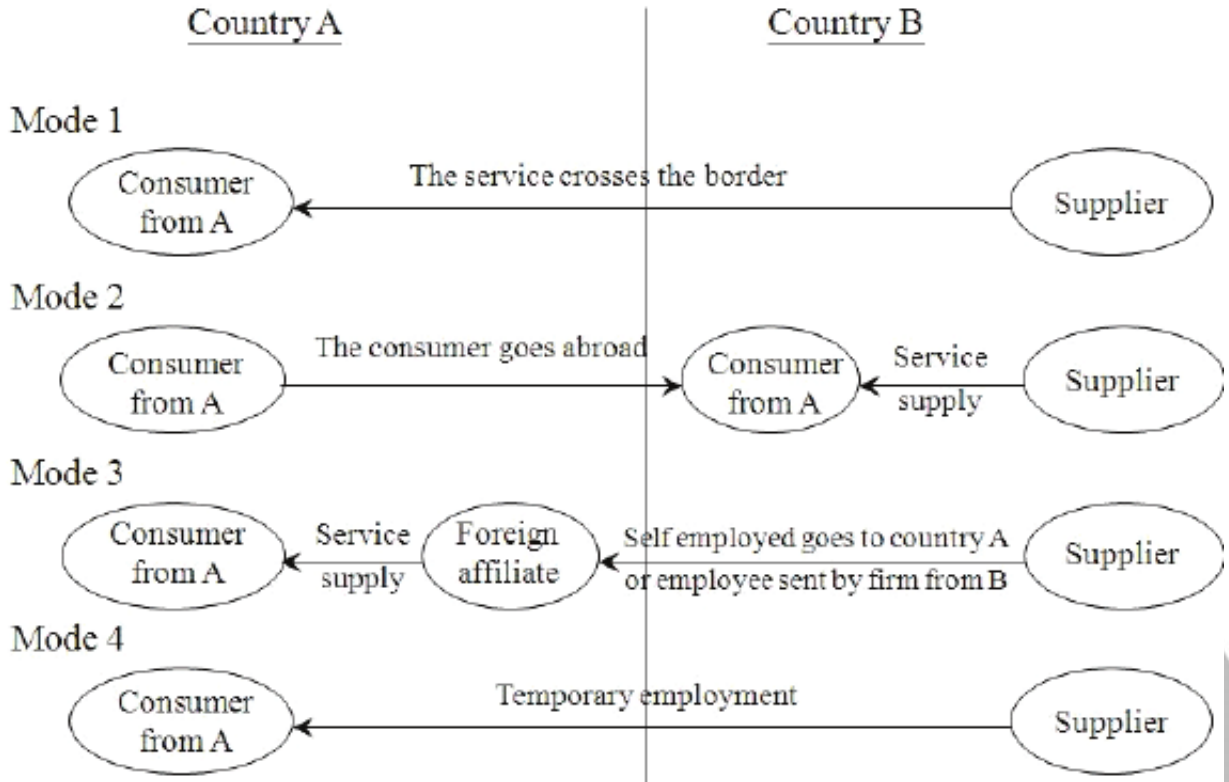 Country A
Country B
Mode 1
Consumer
from A
The service crosses the border
Supplier
Mode 2
Consumer
from A
The consumer goes abroad
Consumer
from A
Service
supply
Supplier
Mode 3
Consumer
from A
Service
supply
Foreign
affiliate
Self employed goes to country A
or employee sent by firm from B
Supplier
Mode 4
Consumer
from A
Temporary employment
Supplier